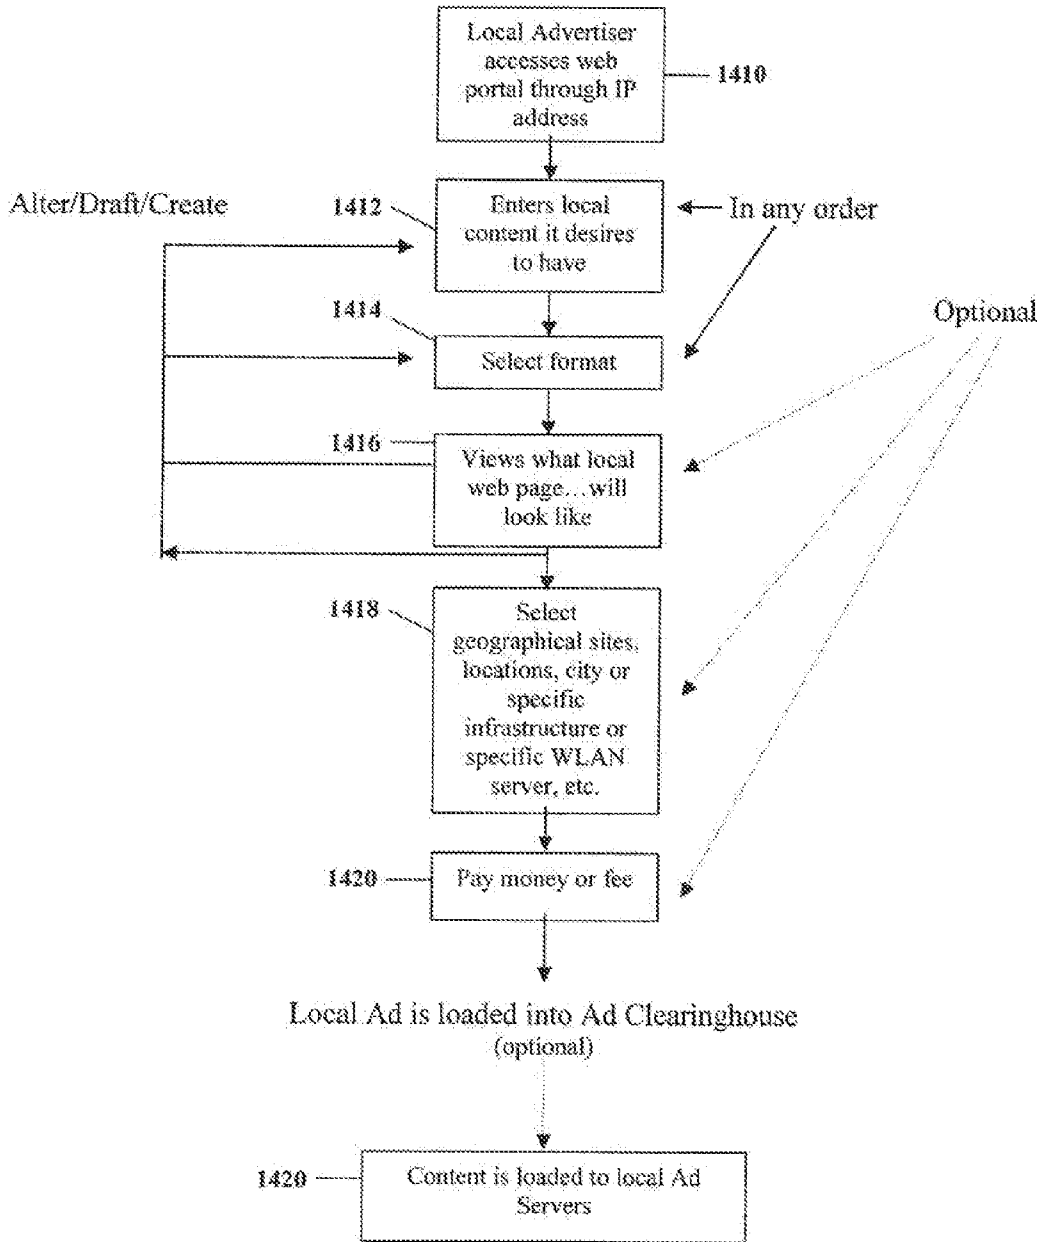 Local Advertiser
accesses web
portal through IP
address
1410
Alter/Draft/Create
1412
Enters local
content it desires
to have
In any order
1414
Select format
Optional
1416
Views what local
web page…will
look like
1418
Select
geographical sites,
locations, city or
specific
infrastructure or
specific WLAN
server, etc.
1420
Pay money or fee
Local Ad is loaded into Ad Clearinghouse
(optional)
1420
Content is loaded to local Ad
Servers